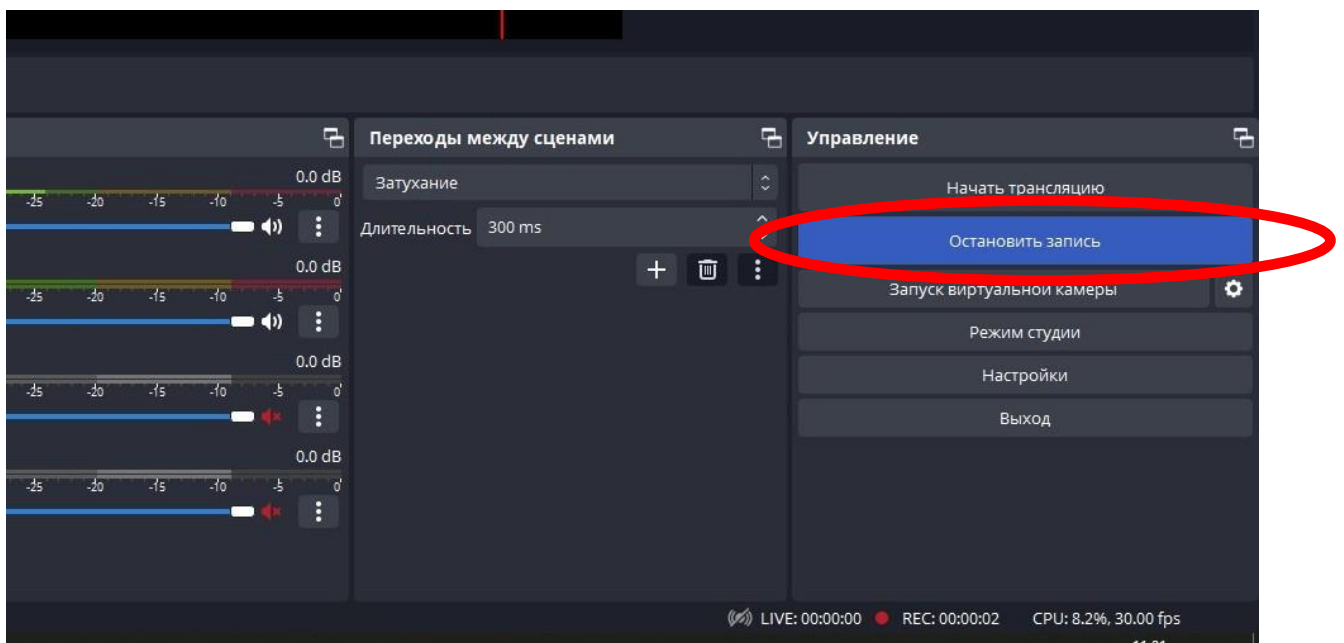 Переходы между сценами
Управление
0.0 dB
-25 -20 -15 -10 -5 0
0.0 dB
-25 -20 -15 -10 -5 0
0.0 dB
-25 -20 -15 -10 -5 0
0.0 dB
-25 -20 -15 -10 -5 0
Затухание
Длительность 300 ms
Начать трансляцию
Остановить запись
Запуск виртуальной камеры
Режим студии
Настройки
Выход
LIVE: 00:00:00 REC: 00:00:02 CPU: 8.2%, 30.00 fps